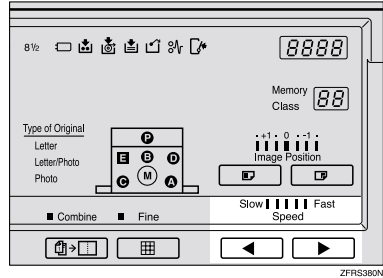 8½
8888
Memory
Class 88
Type of Original
Letter
Letter/Photo
Photo
P
E B D
C M A
+1 · 0 · -1
Image Position
Slow Fast
Speed
Combine Fine
ZFRS380N